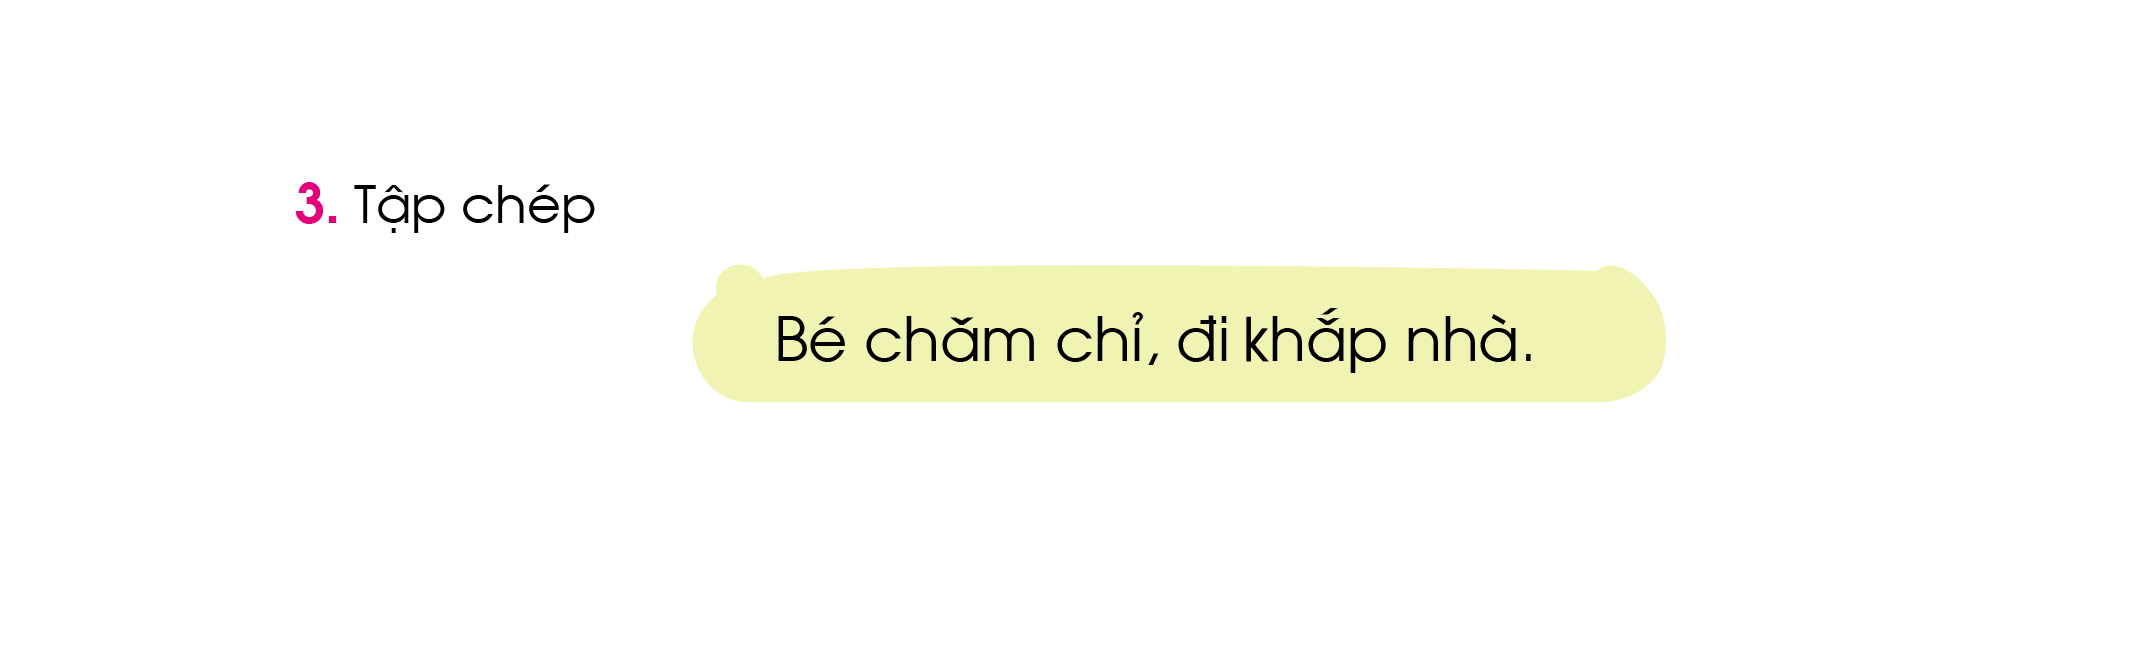 3. Tập chép
Bé chăm chỉ, đi khắp nhà.